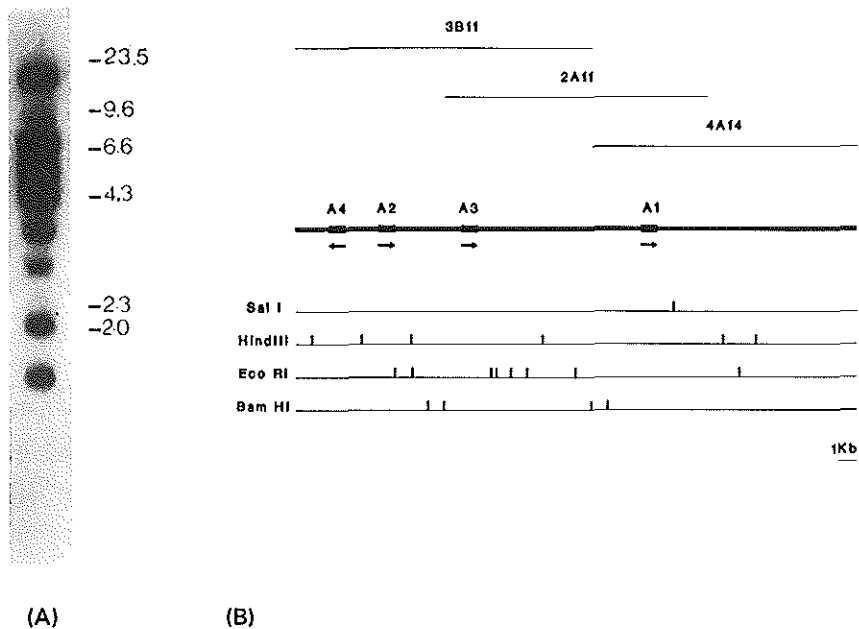 -23.5
-9.6
-6.6
-4.3
-2.3
-2.0
3B11
2A11
4A14
A4 A2 A3 A1
Sal I
HindIII
Eco RI
Bam HI
1Kb
(A) (B)